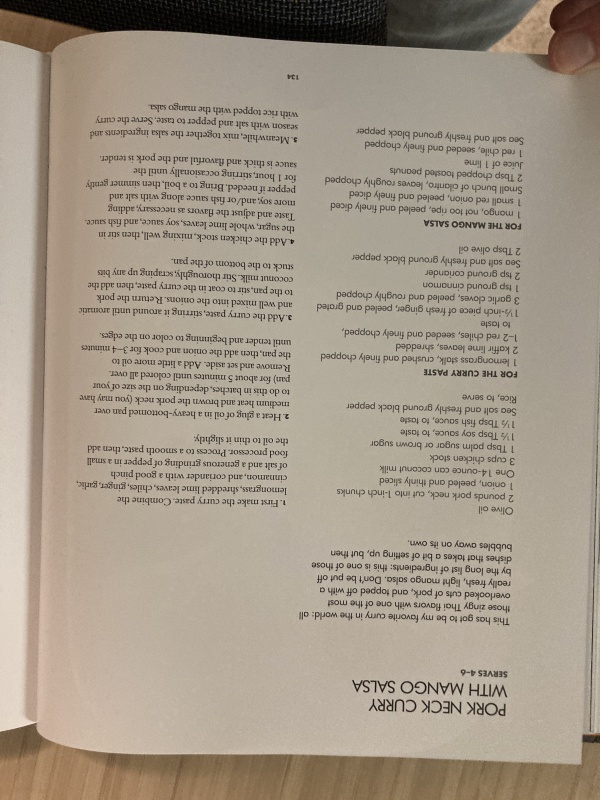 PORK NECK CURRY
WITH MANGO SALSA
SERVES 4–6
This has got to be my favorite curry in the world: all
those zingy Thai flavors with one of the most
overlooked cuts of pork, and topped off with a
really fresh, light mango salsa. Don't be put off
by the long list of ingredients: this is one of those
dishes that takes a bit of setting up, but then
bubbles away on its own.
Olive oil
2 pounds pork neck, cut into 1-inch chunks
1 onion, peeled and thinly sliced
One 14-ounce can coconut milk
3 cups chicken stock
1 Tbsp palm sugar or brown sugar
1½ Tbsp soy sauce, to taste
1½ Tbsp fish sauce, to taste
Sea salt and freshly ground black pepper
Rice, to serve
FOR THE CURRY PASTE
1 lemongrass stalk, crushed and finely chopped
2 kaffir lime leaves, shredded
1–2 red chiles, seeded and finely chopped,
to taste
1½-inch piece of fresh ginger, peeled and grated
3 garlic cloves, peeled and roughly chopped
1 tsp ground cinnamon
2 tsp ground coriander
Sea salt and freshly ground black pepper
2 Tbsp olive oil
FOR THE MANGO SALSA
1 mango, not too ripe, peeled and finely diced
1 small red onion, peeled and finely diced
Small bunch of cilantro, leaves roughly chopped
2 Tbsp chopped toasted peanuts
Juice of 1 lime
1 red chile, seeded and finely chopped
Sea salt and freshly ground black pepper
1. First make the curry paste. Combine the
lemongrass, shredded lime leaves, chiles, ginger, garlic,
cinnamon, and coriander with a good pinch
of salt and a generous grinding of pepper in a small
food processor. Process to a smooth paste, then add
the oil to thin it slightly.
2. Heat a glug of oil in a heavy-bottomed pan over
medium heat and brown the pork neck (you may have
to do this in batches, depending on the size of your
pan) for about 5 minutes until colored all over.
Remove and set aside. Add a little more oil to
the pan, then add the onion and cook for 3–4 minutes
until tender and beginning to color on the edges.
3. Add the curry paste, stirring it around until aromatic
and well mixed into the onions. Return the pork
to the pan, stir to coat in the curry paste, then add the
coconut milk. Stir thoroughly, scraping up any bits
stuck to the bottom of the pan.
4. Add the chicken stock, mixing well, then stir in
the sugar, whole lime leaves, soy sauce, and fish sauce.
Taste and adjust the flavors as necessary, adding
more soy, and/or fish sauce along with salt and
pepper if needed. Bring to a boil, then simmer gently
for 1 hour, stirring occasionally until the
sauce is thick and flavorful and the pork is tender.
5. Meanwhile, mix together the salsa ingredients and
season with salt and pepper to taste. Serve the curry
with rice topped with the mango salsa.
134